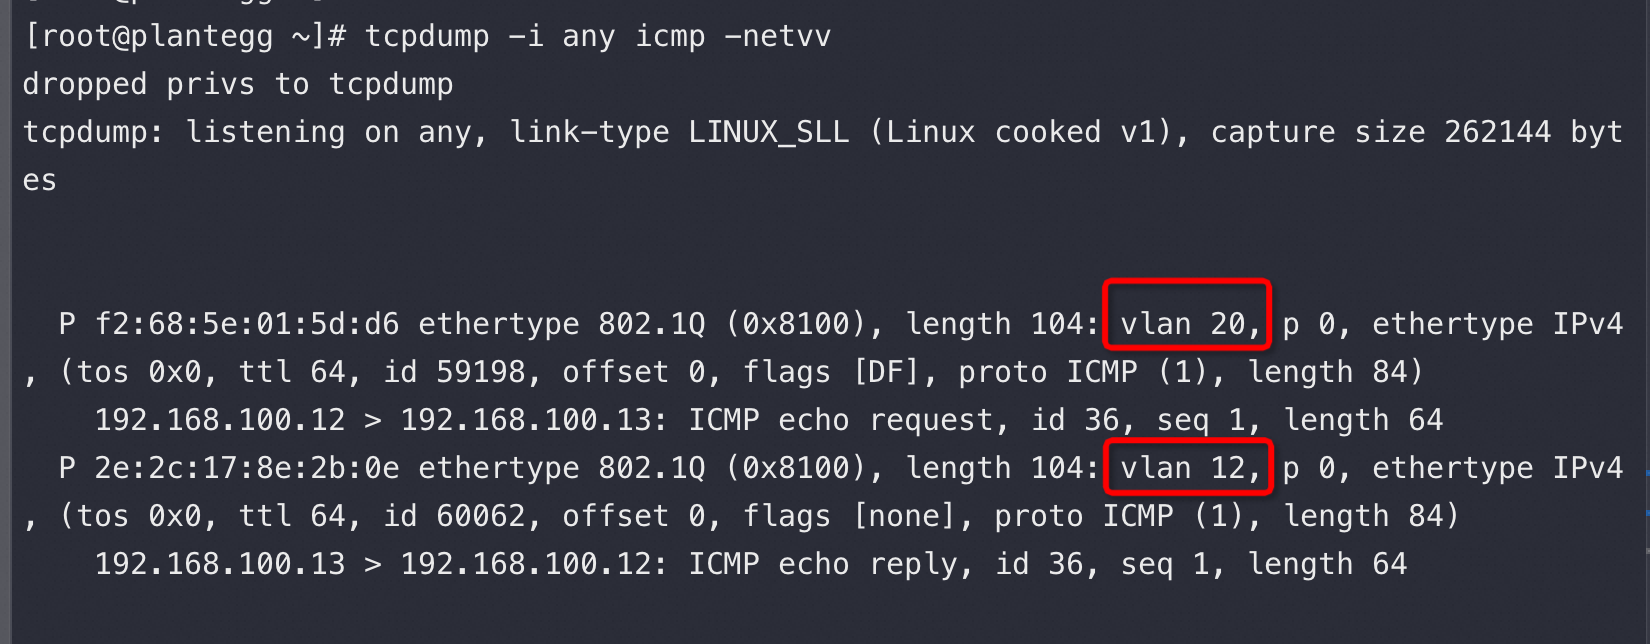 [root@plantegg ~]# tcpdump -i any icmp -netvv
dropped privs to tcpdump
tcpdump: listening on any, link-type LINUX_SLL (Linux cooked v1), capture size 262144 byt
es
P f2:68:5e:01:5d:d6 ethertype 802.1Q (0x8100), length 104: vlan 20, p 0, ethertype IPv4
, (tos 0x0, ttl 64, id 59198, offset 0, flags [DF], proto ICMP (1), length 84)
192.168.100.12 > 192.168.100.13: ICMP echo request, id 36, seq 1, length 64
P 2e:2c:17:8e:2b:0e ethertype 802.1Q (0x8100), length 104: vlan 12, p 0, ethertype IPv4
, (tos 0x0, ttl 64, id 60062, offset 0, flags [none], proto ICMP (1), length 84)
192.168.100.13 > 192.168.100.12: ICMP echo reply, id 36, seq 1, length 64